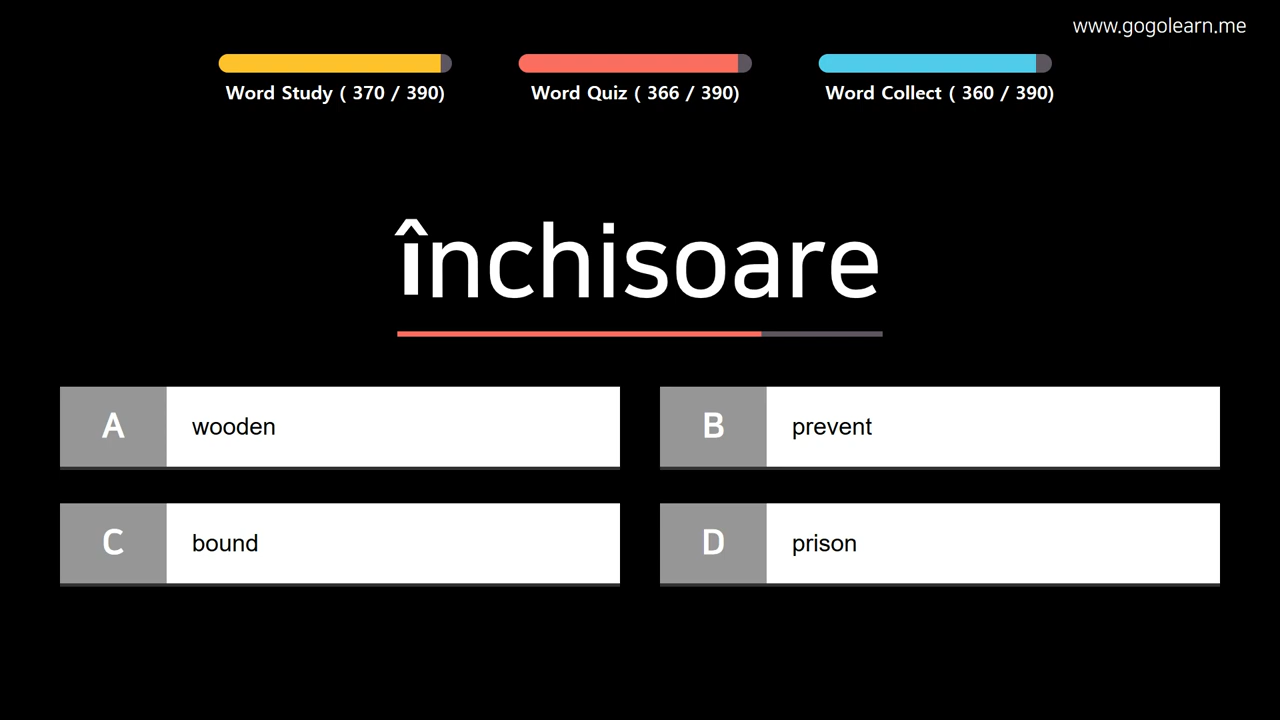 www.gogolearn.me
Word Study ( 370 / 390)
Word Quiz ( 366 / 390)
Word Collect ( 360 / 390)
închisoare
A
wooden
B
prevent
C
bound
D
prison